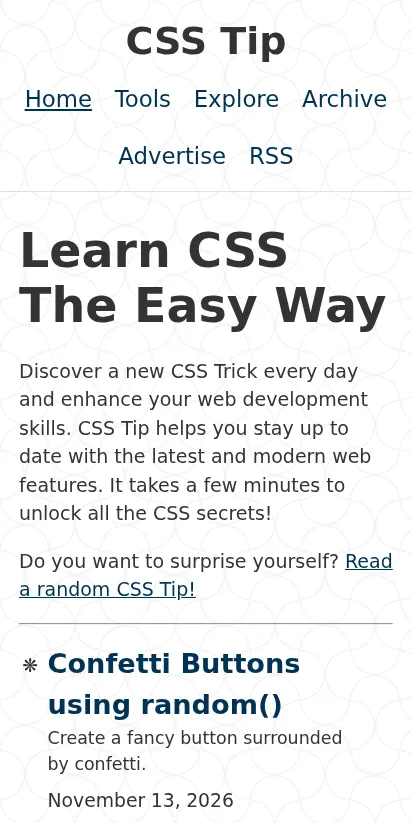 CSS Tip
Home Tools Explore Archive
Advertise RSS
Learn CSS
The Easy Way
Discover a new CSS Trick every day
and enhance your web development
skills. CSS Tip helps you stay up to
date with the latest and modern web
features. It takes a few minutes to
unlock all the CSS secrets!
Do you want to surprise yourself? Read
a random CSS Tip!
Confetti Buttons
using random()
Create a fancy button surrounded
by confetti.
November 13, 2026